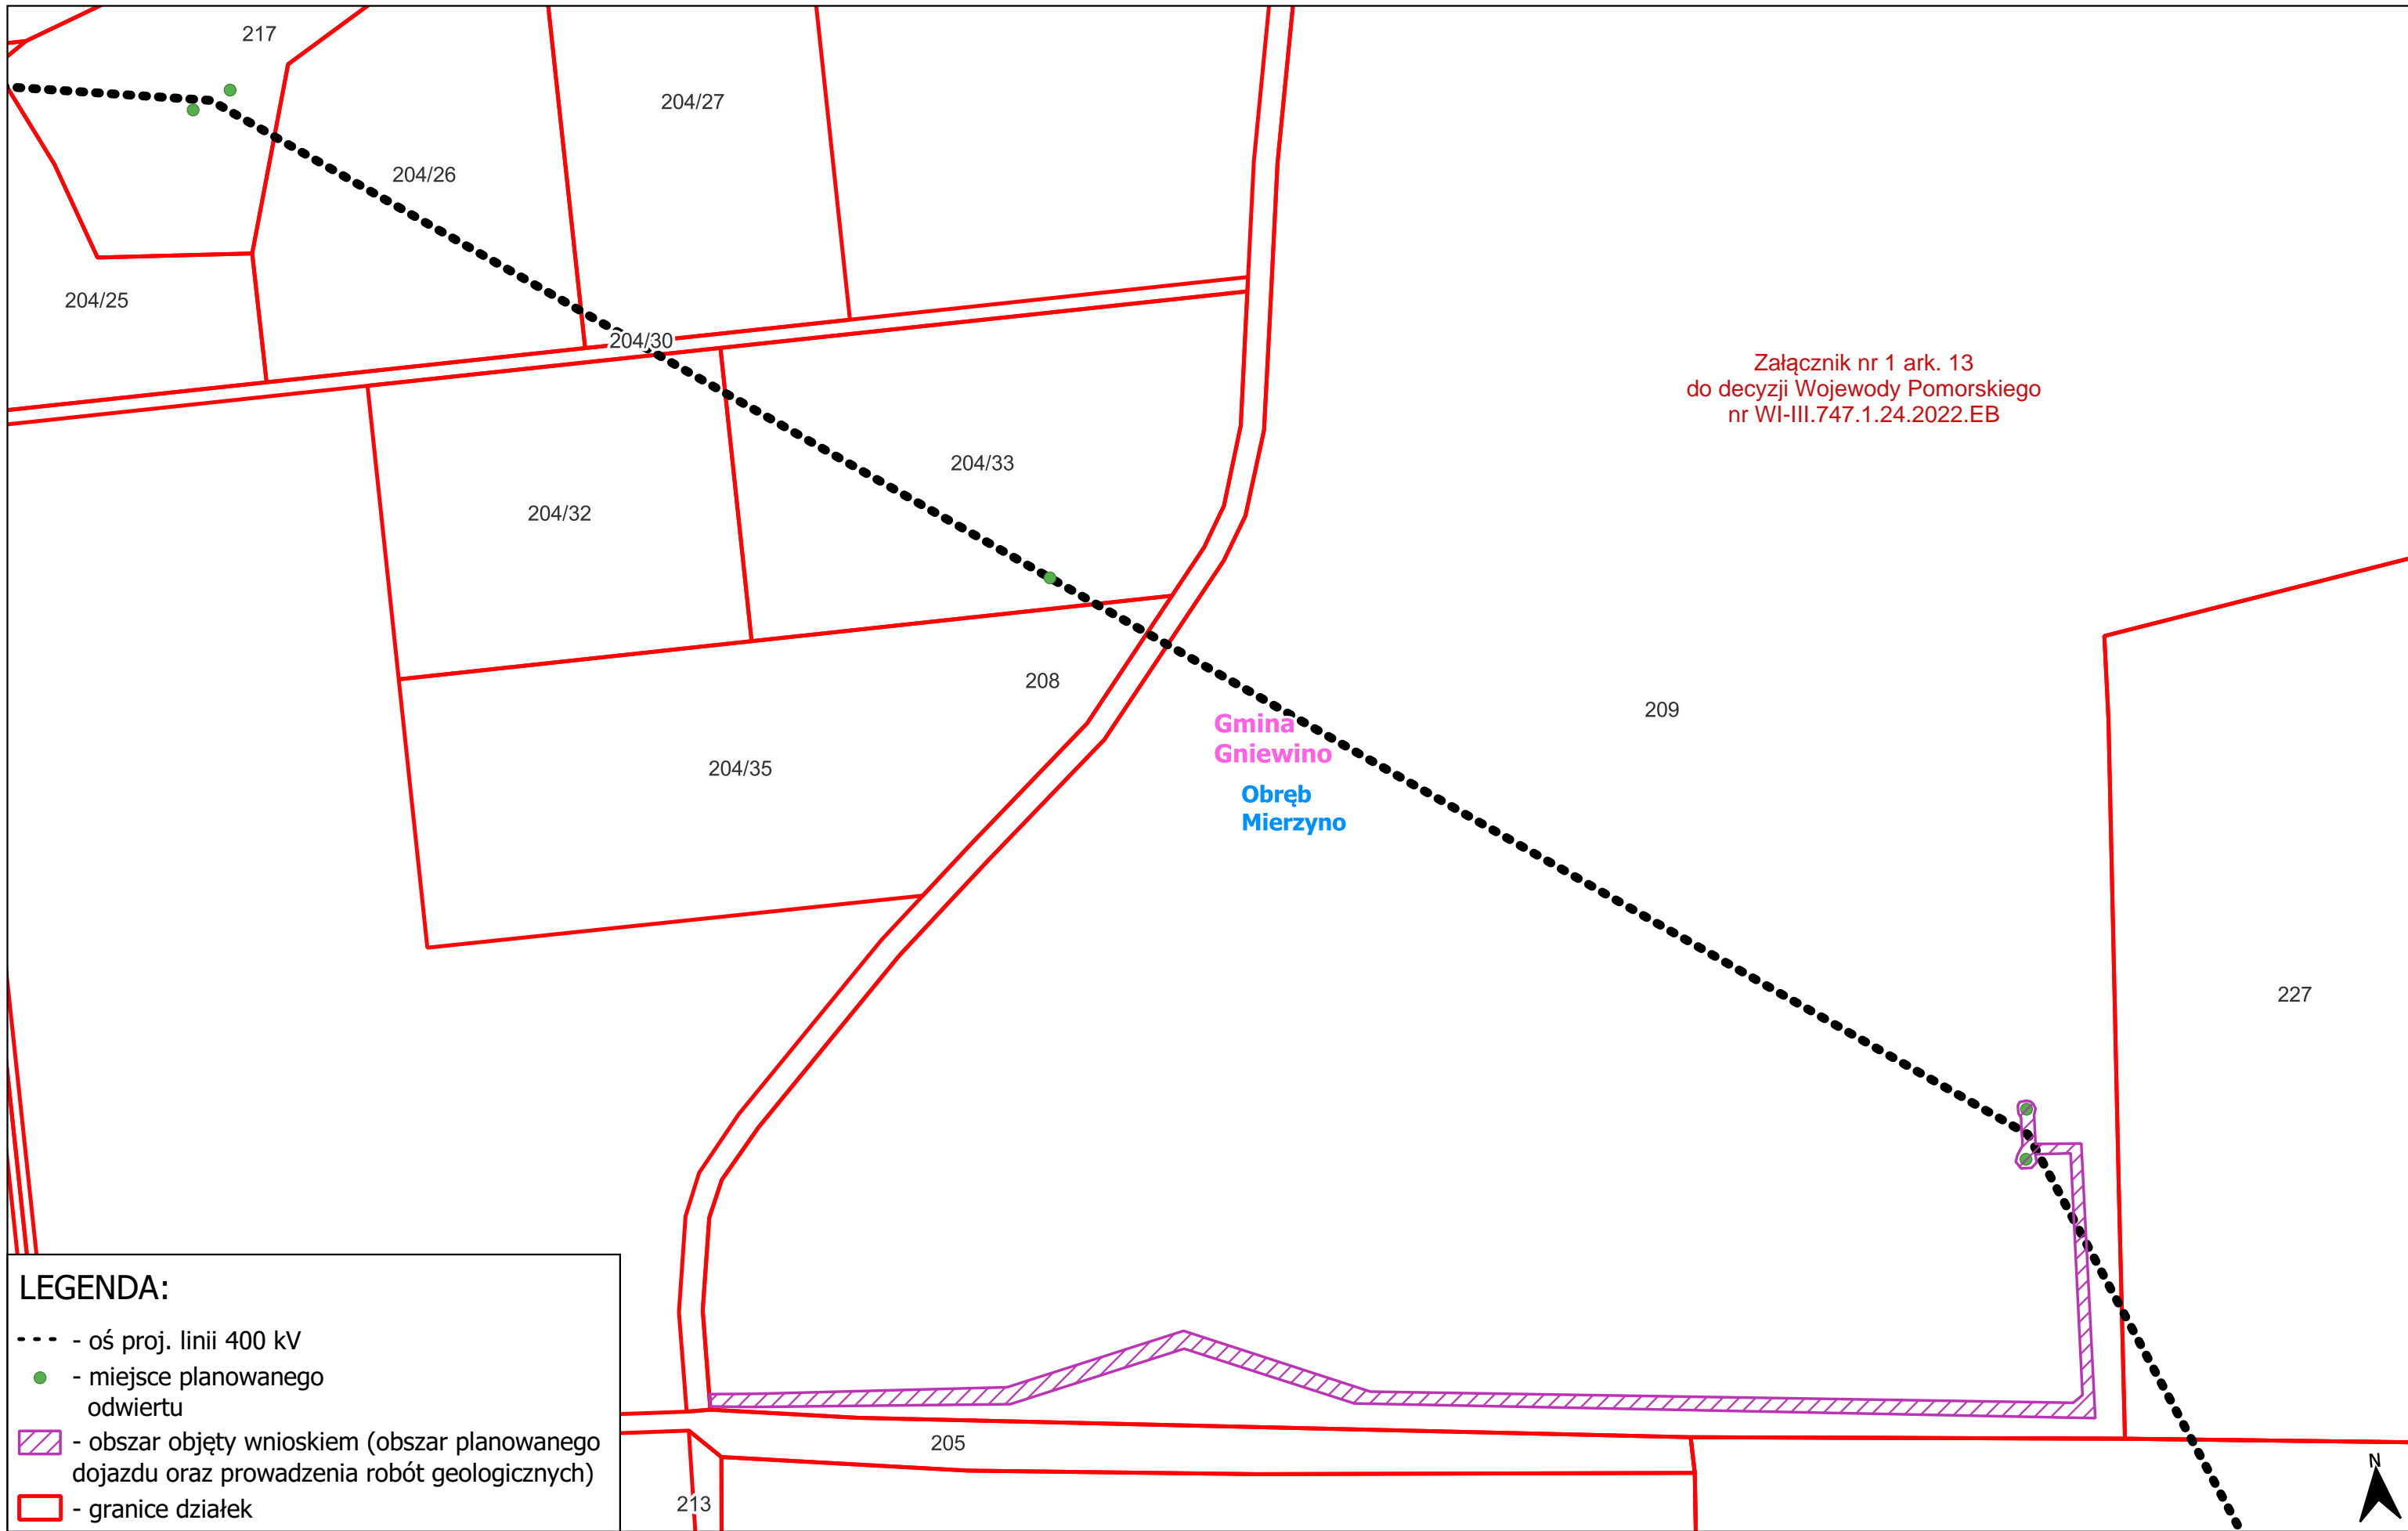 217
204/27
204/26
204/25
204/30
Załącznik nr 1 ark. 13
do decyzji Wojewody Pomorskiego
nr WI-III.747.1.24.2022.EB
204/33
204/32
208
209
Gmina
Gniewino
204/35
Obręb
Mierzyno
227
LEGENDA:
- oś proj. linii 400 kV
- miejsce planowanego
odwiertu
- obszar objęty wnioskiem (obszar planowanego
dojazdu oraz prowadzenia robót geologicznych)
- granice działek
205
213
N